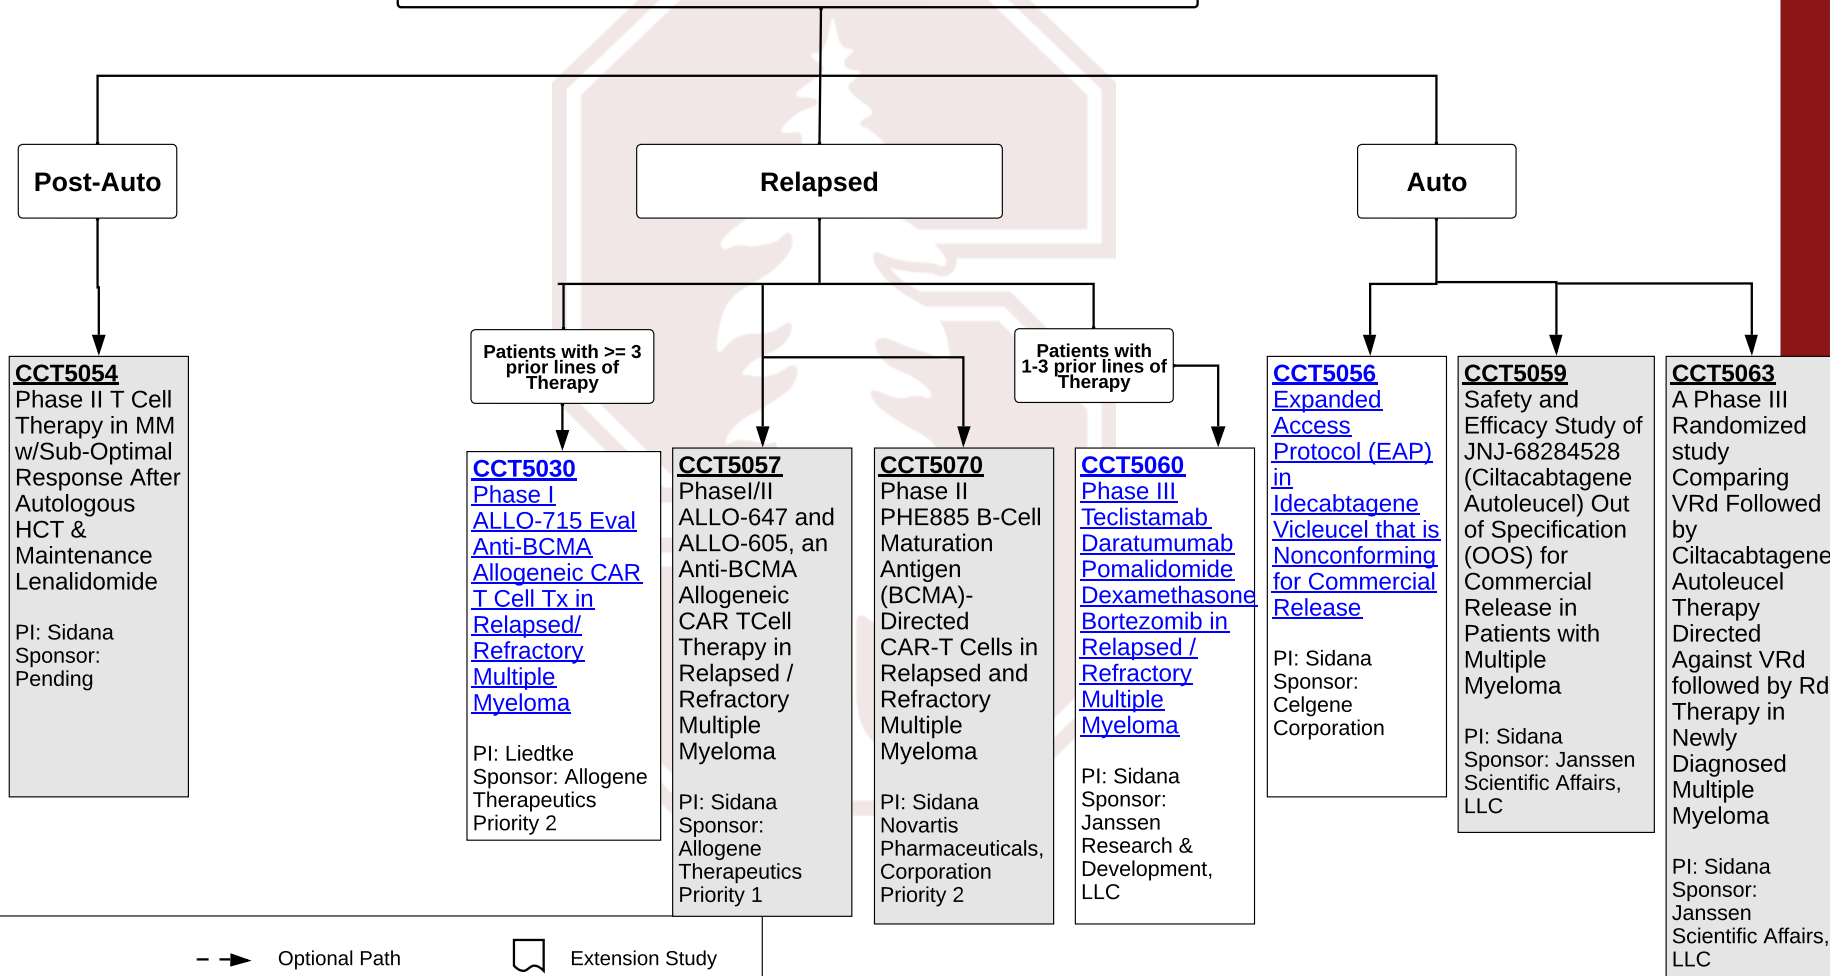 Post-Auto
Relapsed
Auto
Patients with >= 3
prior lines of
Therapy
Patients with
1-3 prior lines of
Therapy
CCT5054
Phase II T Cell
Therapy in MM
w/Sub-Optimal
Response After
Autologous
HCT &
Maintenance
Lenalidomide
PI: Sidana
Sponsor:
Pending
CCT5030
Phase I
ALLO-715 Eval
Anti-BCMA
Allogeneic CAR
T Cell Tx in
Relapsed/
Refractory
Multiple
Myeloma
PI: Liedtke
Sponsor: Allogene
Therapeutics
Priority 2
CCT5057
PhaseI/II
ALLO-647 and
ALLO-605, an
Anti-BCMA
Allogeneic
CAR TCell
Therapy in
Relapsed /
Refractory
Multiple
Myeloma
PI: Sidana
Sponsor:
Allogene
Therapeutics
Priority 1
CCT5070
Phase II
PHE885 B-Cell
Maturation
Antigen
(BCMA)-
Directed
CAR-T Cells in
Relapsed and
Refractory
Multiple
Myeloma
PI: Sidana
Novartis
Pharmaceuticals,
Corporation
Priority 2
CCT5060
Phase III
Teclistamab
Daratumumab
Pomalidomide
Dexamethasone
Bortezomib in
Relapsed /
Refractory
Multiple
Myeloma
PI: Sidana
Sponsor:
Janssen
Research &
Development,
LLC
CCT5056
Expanded
Access
Protocol (EAP)
in
Idecabtagene
Vicleucel that is
Nonconforming
for Commercial
Release
PI: Sidana
Sponsor:
Celgene
Corporation
CCT5059
Safety and
Efficacy Study of
JNJ-68284528
(Ciltacabtagene
Autoleucel) Out
of Specification
(OOS) for
Commercial
Release in
Patients with
Multiple
Myeloma
PI: Sidana
Sponsor: Janssen
Scientific Affairs,
LLC
CCT5063
A Phase III
Randomized
study
Comparing
VRd Followed
by
Ciltacabtagene
Autoleucel
Therapy
Directed
Against VRd
followed by Rd
Therapy in
Newly
Diagnosed
Multiple
Myeloma
PI: Sidana
Sponsor:
Janssen
Scientific Affairs,
LLC
Optional Path
Extension Study